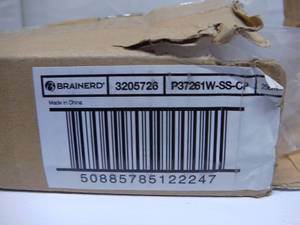 BRAINERD® 3205726 P37261W-SS-CP
Made in China
50885785122247